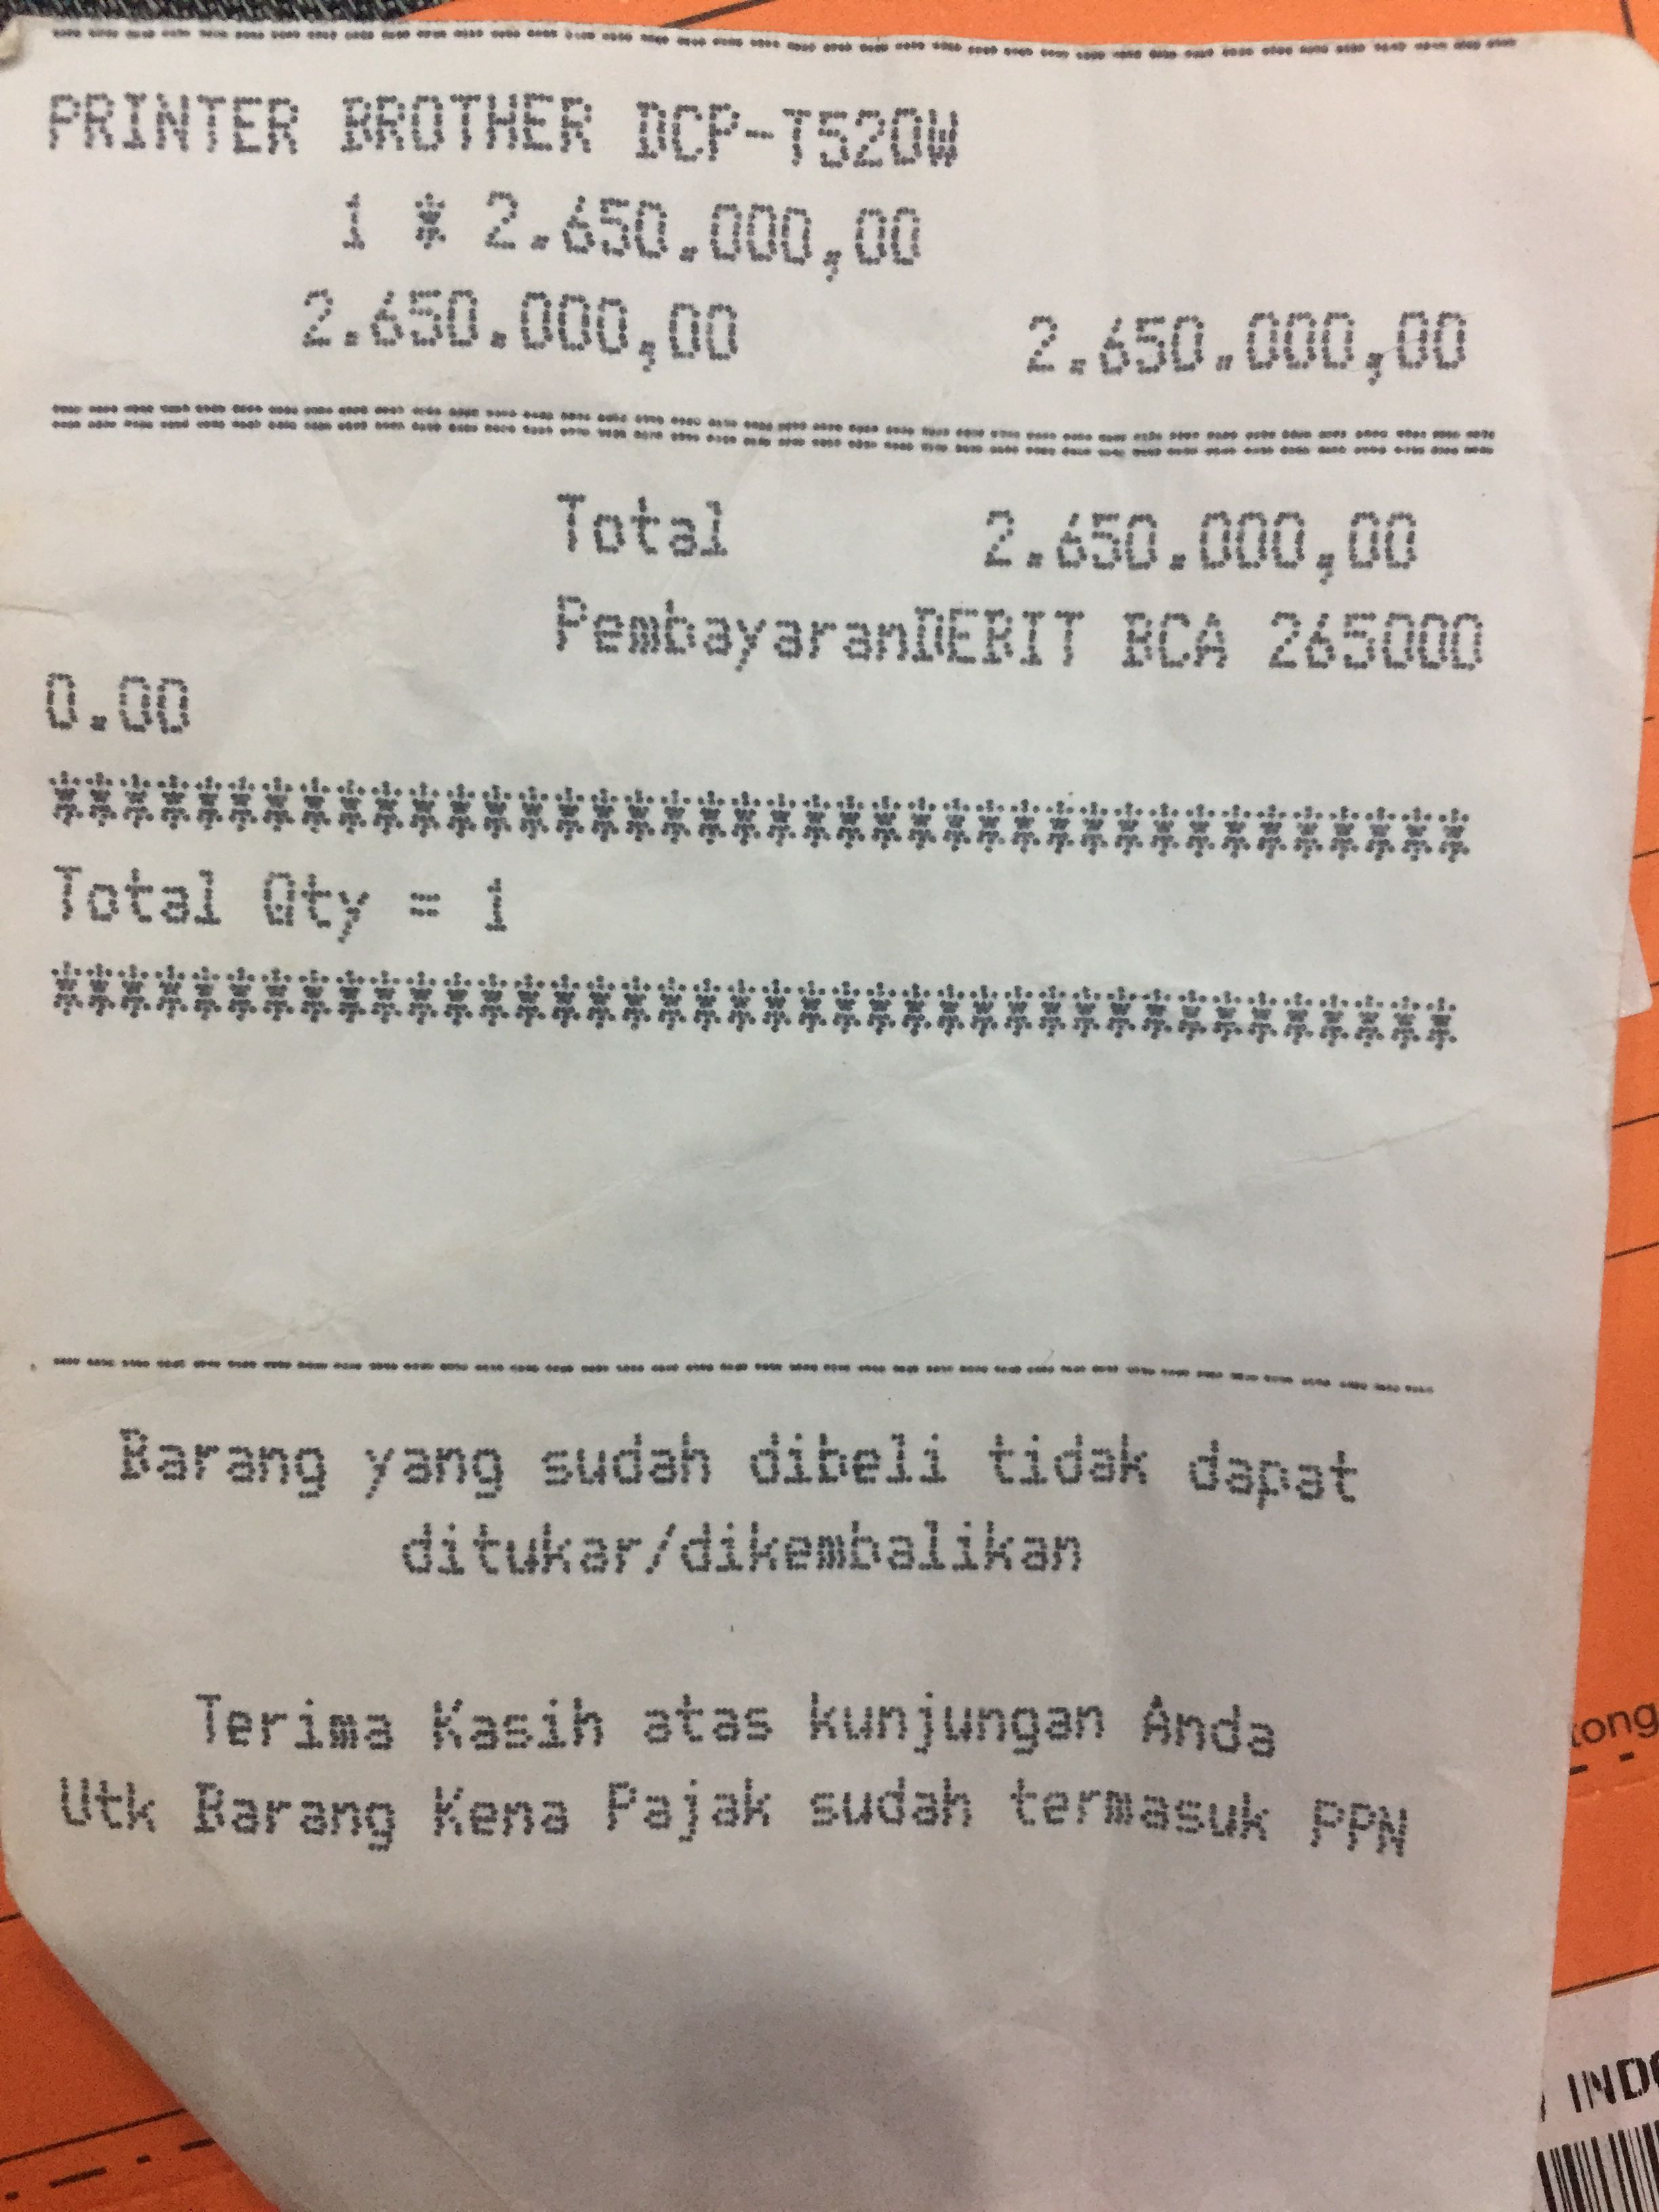 --------------------------------------
PRINTER BROTHER DCP-T520W
1 * 2.650.000,00
2.650.000,00 2.650.000,00
========================================
Total 2.650.000,00
PembayaranDEBIT BCA 265000
0.00
****************************************
Total Qty = 1
****************************************
----------------------------------------
Barang yang sudah dibeli tidak dapat
ditukar/dikembalikan
Terima Kasih atas kunjungan Anda
Utk Barang Kena Pajak sudah termasuk PPN